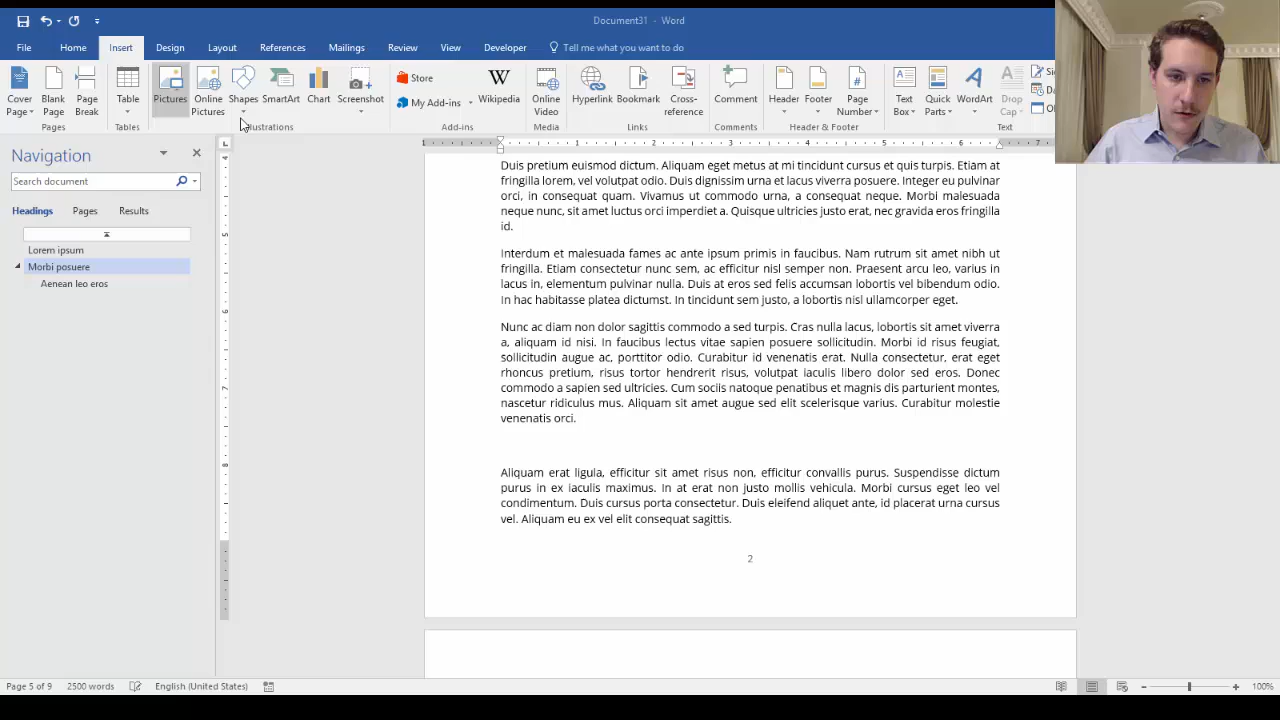 Document31 - Word
File Home Insert Design Layout References Mailings Review View Developer Tell me what you want to do
Cover Page Blank Page Page Break Table Pictures Online Pictures Shapes SmartArt Chart Screenshot Store My Add-ins Wikipedia Online Video Hyperlink Bookmark Cross-reference Comment Header Footer Page Number Text Box Quick Parts WordArt Drop Cap
Pages Tables Illustrations Add-ins Media Links Comments Header & Footer Text
Navigation
Search document
Headings Pages Results
Lorem ipsum
Morbi posuere
Aenean leo eros
Duis pretium euismod dictum. Aliquam eget metus at mi tincidunt cursus et quis turpis. Etiam at
fringilla lorem, vel volutpat odio. Duis dignissim urna et lacus viverra posuere. Integer eu pulvinar
orci, in consequat quam. Vivamus ut commodo urna, a consequat neque. Morbi malesuada
neque nunc, sit amet luctus orci imperdiet a. Quisque ultricies justo erat, nec gravida eros fringilla
id.
Interdum et malesuada fames ac ante ipsum primis in faucibus. Nam rutrum sit amet nibh ut
fringilla. Etiam consectetur nunc sem, ac efficitur nisl semper non. Praesent arcu leo, varius in
lacus in, elementum pulvinar nulla. Duis at eros sed felis accumsan lobortis vel bibendum odio.
In hac habitasse platea dictumst. In tincidunt sem justo, a lobortis nisl ullamcorper eget.
Nunc ac diam non dolor sagittis commodo a sed turpis. Cras nulla lacus, lobortis sit amet viverra
a, aliquam id nisi. In faucibus lectus vitae sapien posuere sollicitudin. Morbi id risus feugiat,
sollicitudin augue ac, porttitor odio. Curabitur id venenatis erat. Nulla consectetur, erat eget
rhoncus pretium, risus tortor hendrerit risus, volutpat iaculis libero dolor sed eros. Donec
commodo a sapien sed ultricies. Cum sociis natoque penatibus et magnis dis parturient montes,
nascetur ridiculus mus. Aliquam sit amet augue sed elit scelerisque varius. Curabitur molestie
venenatis orci.
Aliquam erat ligula, efficitur sit amet risus non, efficitur convallis purus. Suspendisse dictum
purus in ex iaculis maximus. In at erat non justo mollis vehicula. Morbi cursus eget leo vel
condimentum. Duis cursus porta consectetur. Duis eleifend aliquet ante, id placerat urna cursus
vel. Aliquam eu ex vel elit consequat sagittis.
2
Page 5 of 9 2500 words English (United States) 100%